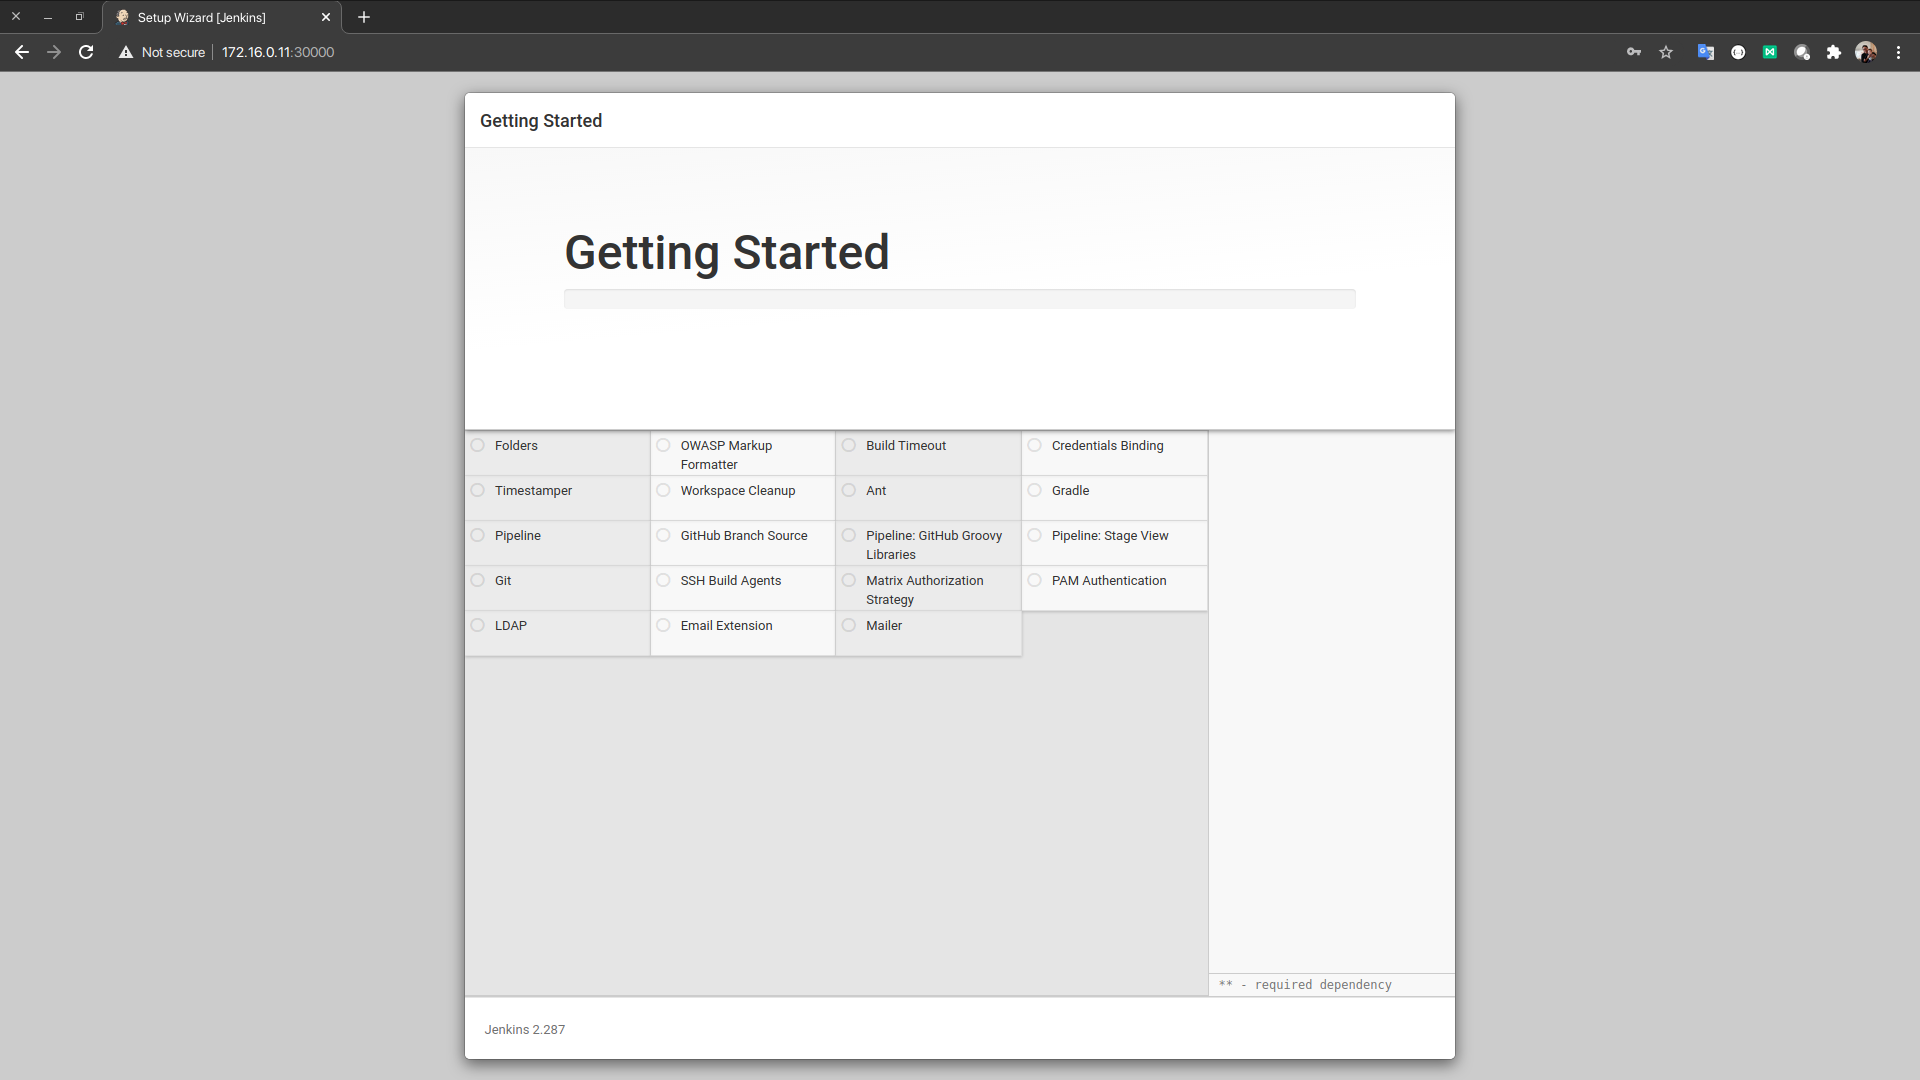 Setup Wizard [Jenkins]
Not secure
172.16.0.11:30000
Getting Started
Getting Started
Folders
OWASP Markup
Formatter
Build Timeout
Credentials Binding
Timestamper
Workspace Cleanup
Ant
Gradle
Pipeline
GitHub Branch Source
Pipeline: GitHub Groovy
Libraries
Pipeline: Stage View
Git
SSH Build Agents
Matrix Authorization
Strategy
PAM Authentication
LDAP
Email Extension
Mailer
** - required dependency
Jenkins 2.287